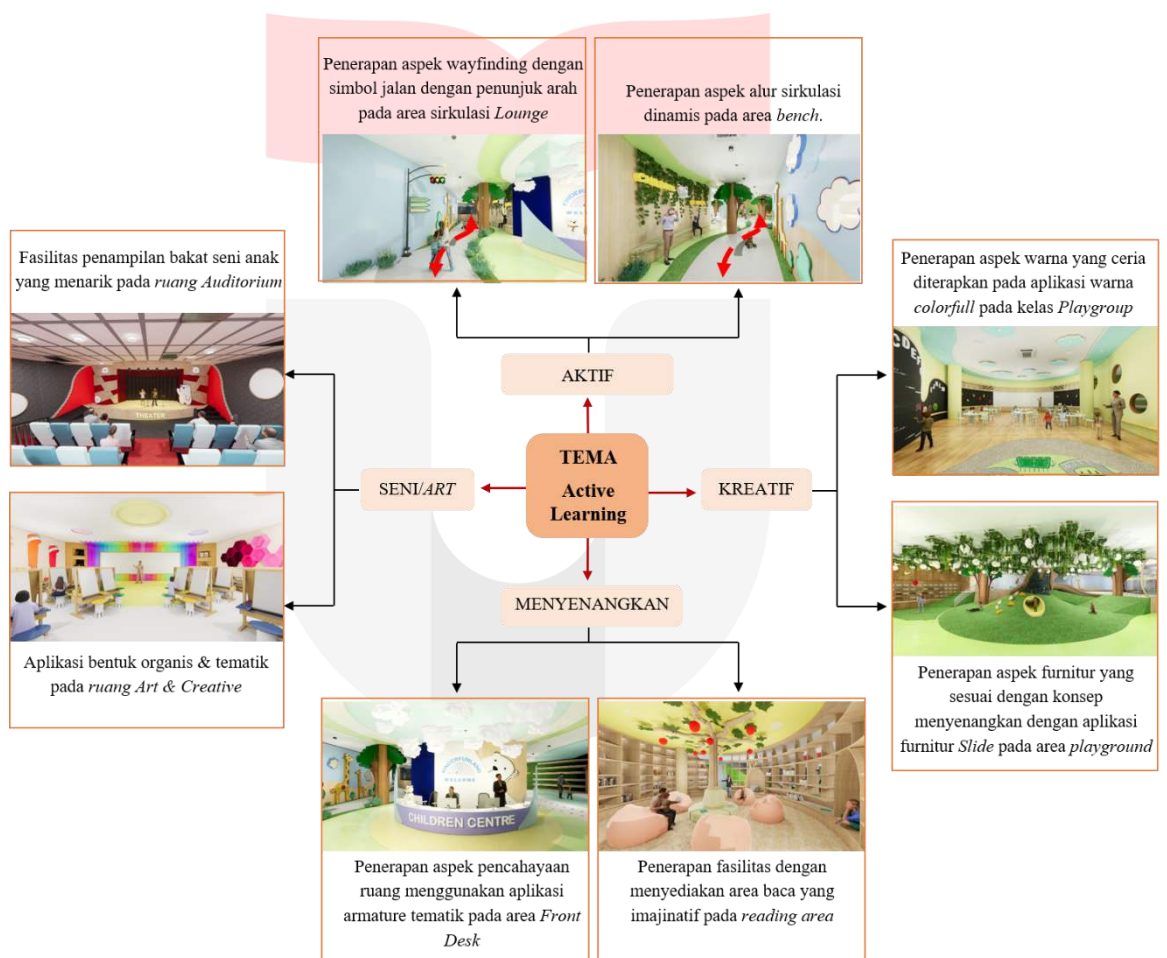 Penerapan aspek wayfinding dengan
simbol jalan dengan penunjuk arah
pada area sirkulasi Lounge
Penerapan aspek alur sirkulasi
dinamis pada area bench.
Fasilitas penampilan bakat seni anak
yang menarik pada ruang Auditorium
THEATER
Penerapan aspek warna yang ceria
diterapkan pada aplikasi warna
colorfull pada kelas Playgroup
AKTIF
TEMA
Active
Learning
SENI/ART
KREATIF
MENYENANGKAN
Aplikasi bentuk organis & tematik
pada ruang Art & Creative
Penerapan aspek furnitur yang
sesuai dengan konsep
menyenangkan dengan aplikasi
furnitur Slide pada area playground
WELCOME
CHILDREN CENTRE
Penerapan aspek pencahayaan
ruang menggunakan aplikasi
armature tematik pada area Front
Desk
Penerapan fasilitas dengan
menyediakan area baca yang
imajinatif pada reading area